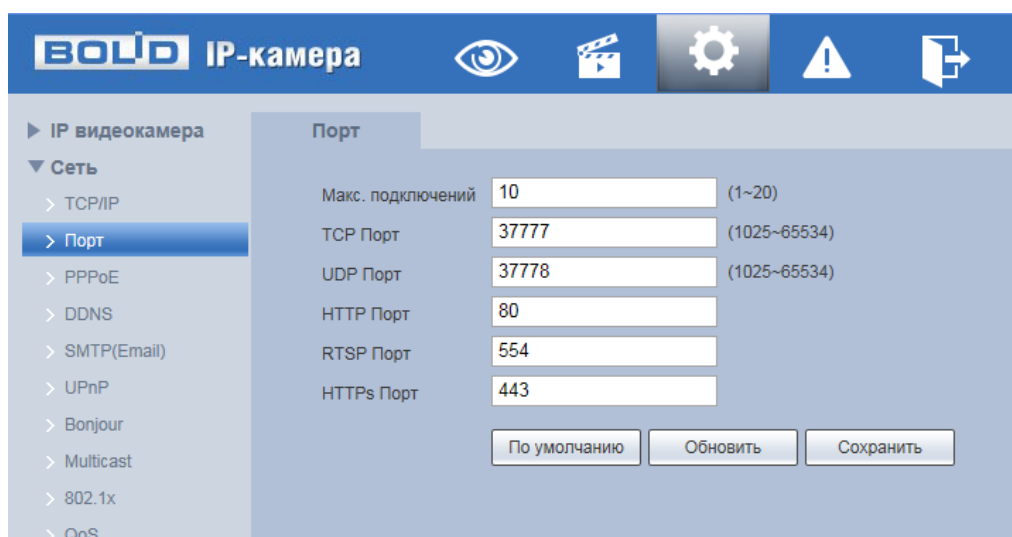 BOLID IP-камера
IP видеокамера
Сеть
TCP/IP
Порт
PPPoE
DDNS
SMTP(Email)
UPnP
Bonjour
Multicast
802.1x
QoS
Порт
Макс. подключений 10 (1~20)
TCP Порт 37777 (1025~65534)
UDP Порт 37778 (1025~65534)
HTTP Порт 80
RTSP Порт 554
HTTPs Порт 443
По умолчанию Обновить Сохранить